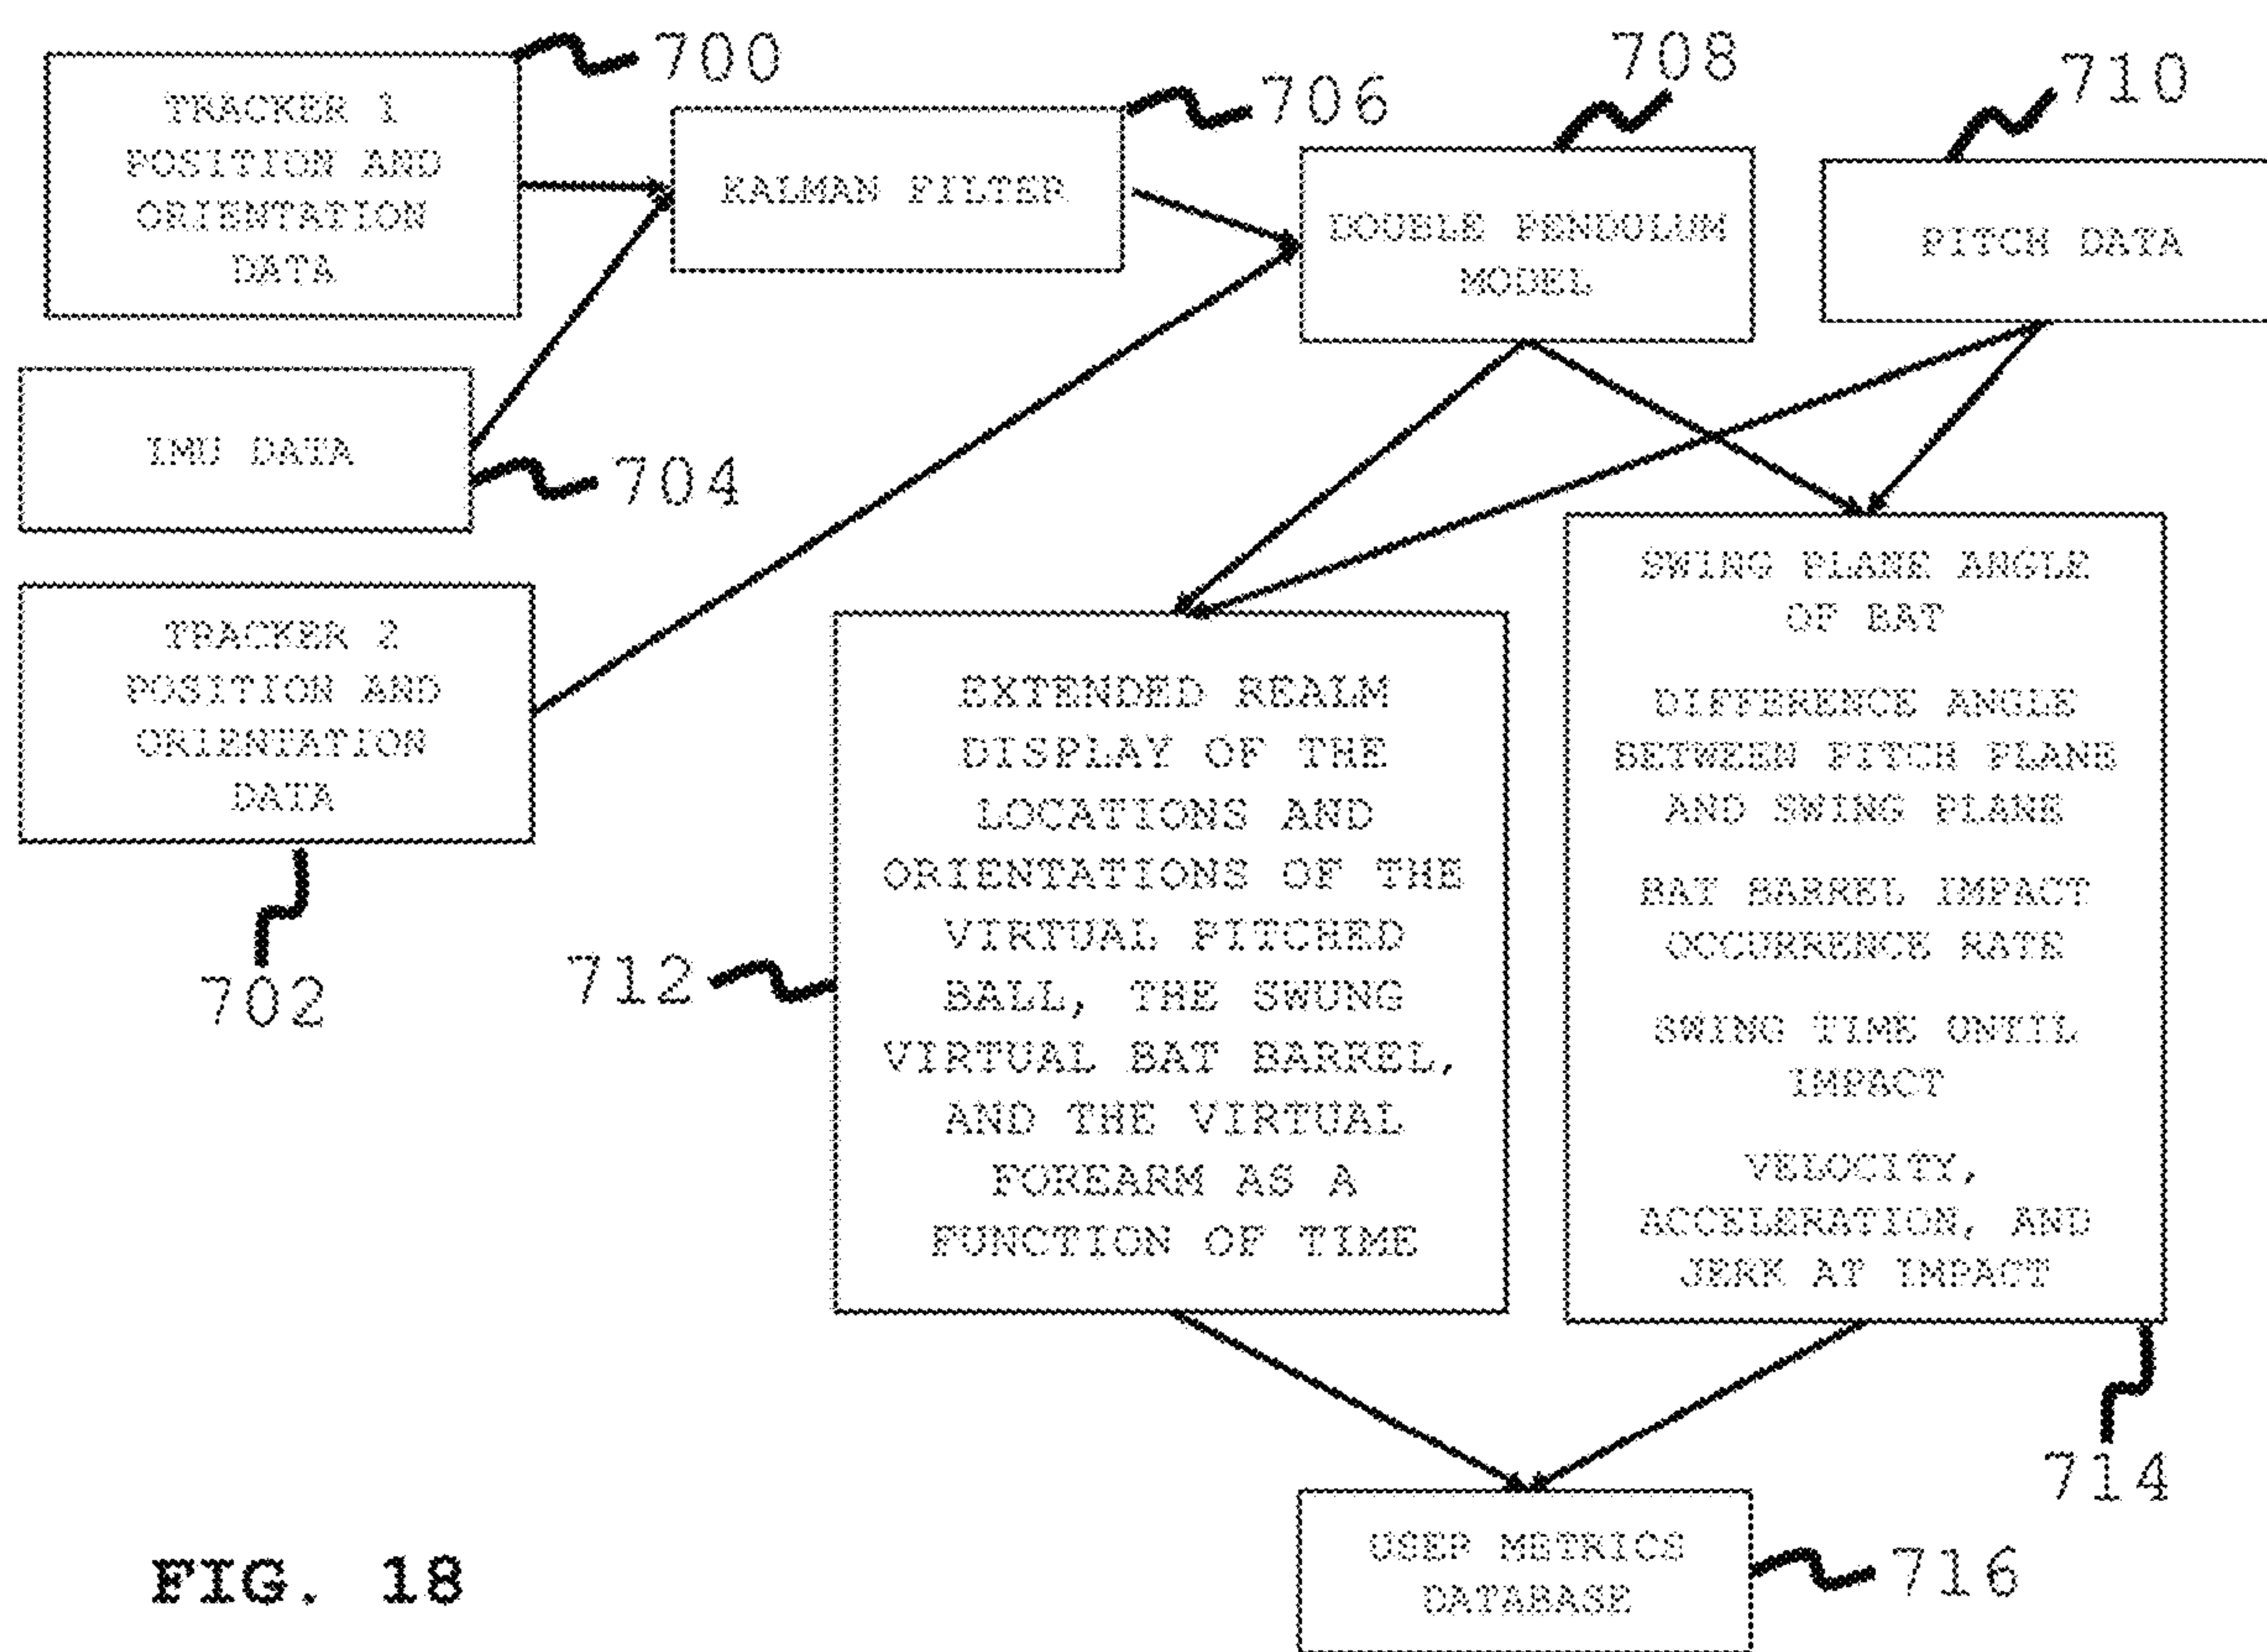 700
TRACKER 1
POSITION AND
ORIENTATION
DATA
706
KALMAN FILTER
708
DOUBLE PENDULUM
MODEL
710
PITCH DATA
IMU DATA
704
TRACKER 2
POSITION AND
ORIENTATION
DATA
702
712
EXTENDED REALM
DISPLAY OF THE
LOCATIONS AND
ORIENTATIONS OF THE
VIRTUAL PITCHED
BALL, THE SWUNG
VIRTUAL BAT BARREL,
AND THE VIRTUAL
FOREARM AS A
FUNCTION OF TIME
SWING PLANE ANGLE
OF BAT
DIFFERENCE ANGLE
BETWEEN PITCH PLANE
AND SWING PLANE
BAT BARREL IMPACT
OCCURRENCE RATE
SWING TIME UNTIL
IMPACT
VELOCITY,
ACCELERATION, AND
JERK AT IMPACT
714
USER METRICS
DATABASE
716
FIG. 18